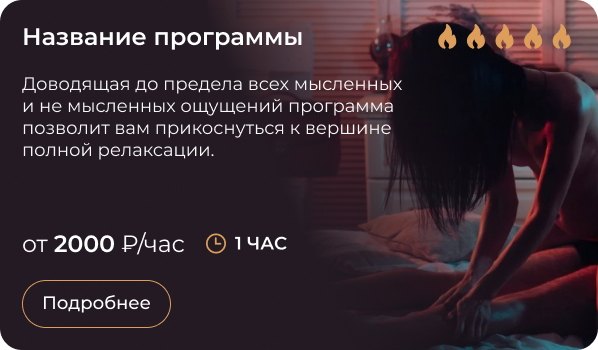 Название программы
Доводящая до предела всех мысленных
и не мысленных ощущений программа
позволит вам прикоснуться к вершине
полной релаксации.
от 2000 ₽/час 1 ЧАС
Подробнее